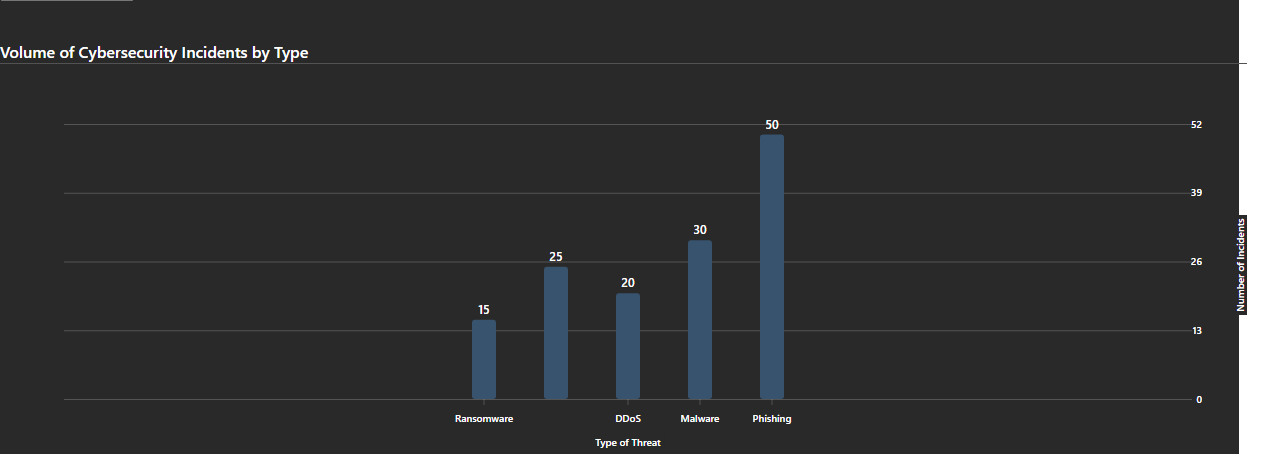 Volume of Cybersecurity Incidents by Type
50
52
39
30
25
26
20
15
13
0
Number of Incidents
Ransomware
DDoS
Malware
Phishing
Type of Threat